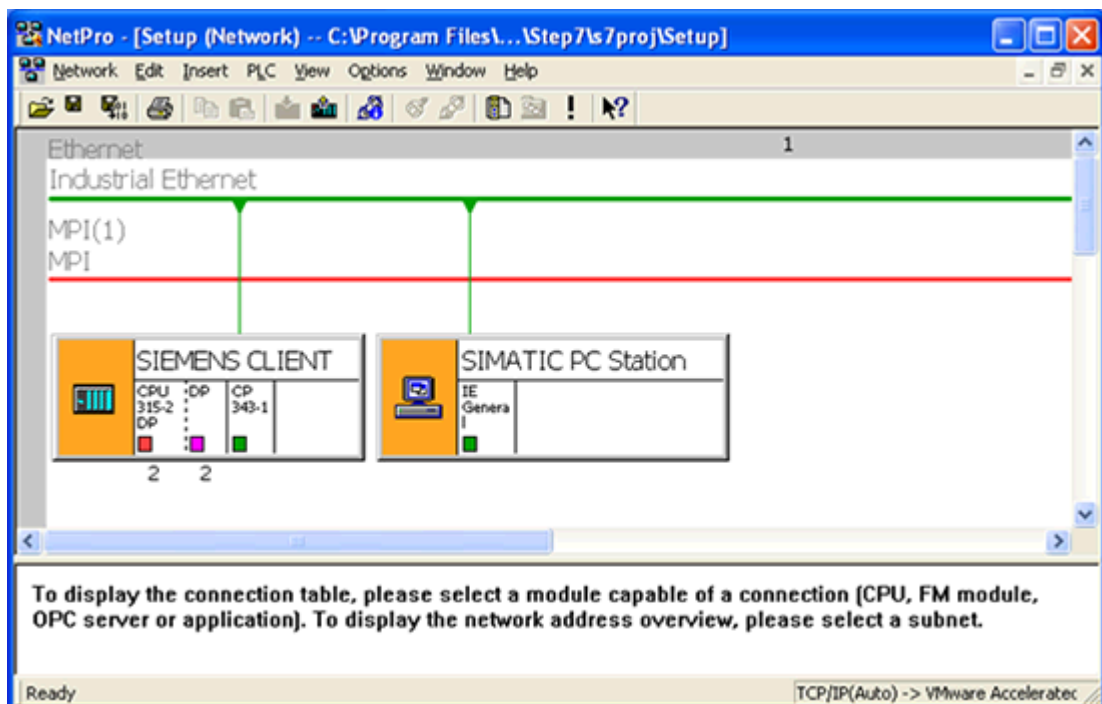 NetPro - [Setup (Network) -- C:\Program Files\...\Step7\s7proj\Setup]
Network Edit Insert PLC View Options Window Help
Ethernet 1
Industrial Ethernet
MPI(1)
MPI
SIEMENS CLIENT SIMATIC PC Station
CPU DP CP IE
315-2 343-1 Genera
DP l
2 2
To display the connection table, please select a module capable of a connection (CPU, FM module,
OPC server or application). To display the network address overview, please select a subnet.
Ready TCP/IP(Auto) -> VMware Acceleratec